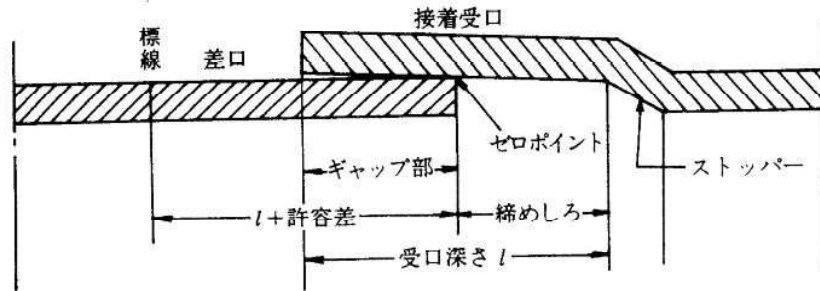 接着受口
標線
差口
ゼロポイント
ギャップ部
ストッパー
l+許容差
締めしろ
受口深さ l